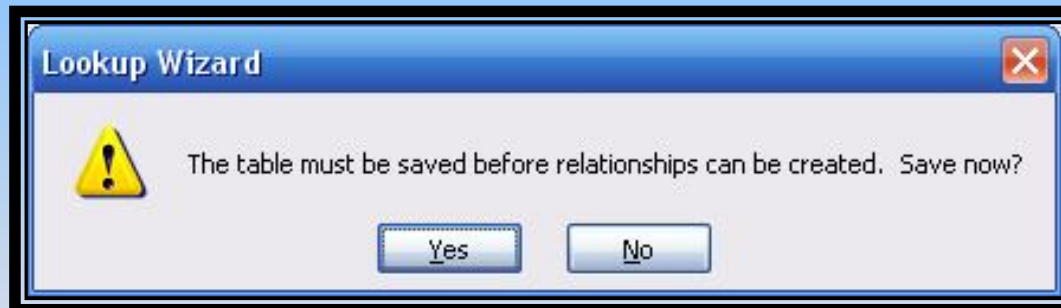 Lookup Wizard
The table must be saved before relationships can be created.  Save now?
Yes
No